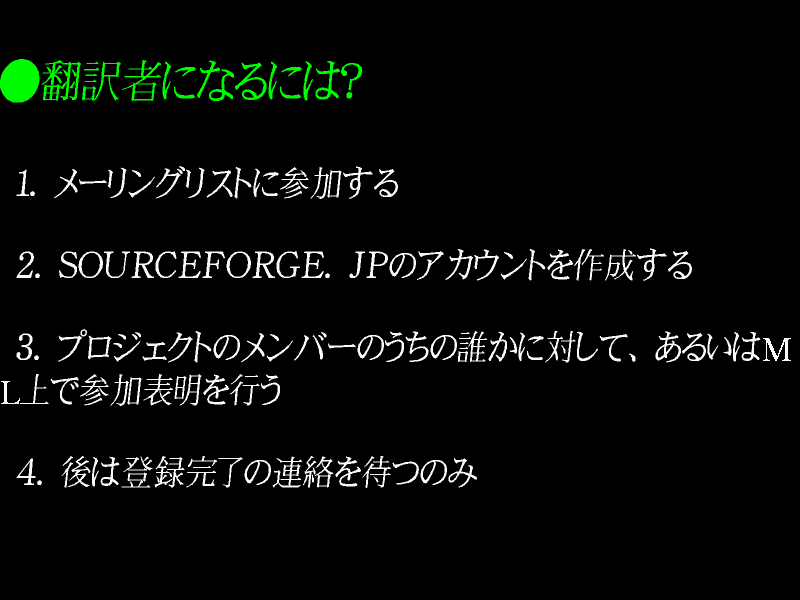 ●翻訳者になるには?
1. メーリングリストに参加する
2. SOURCEFORGE. JPのアカウントを作成する
3. プロジェクトのメンバーのうちの誰かに対して、あるいはM
L上で参加表明を行う
4. 後は登録完了の連絡を待つのみ